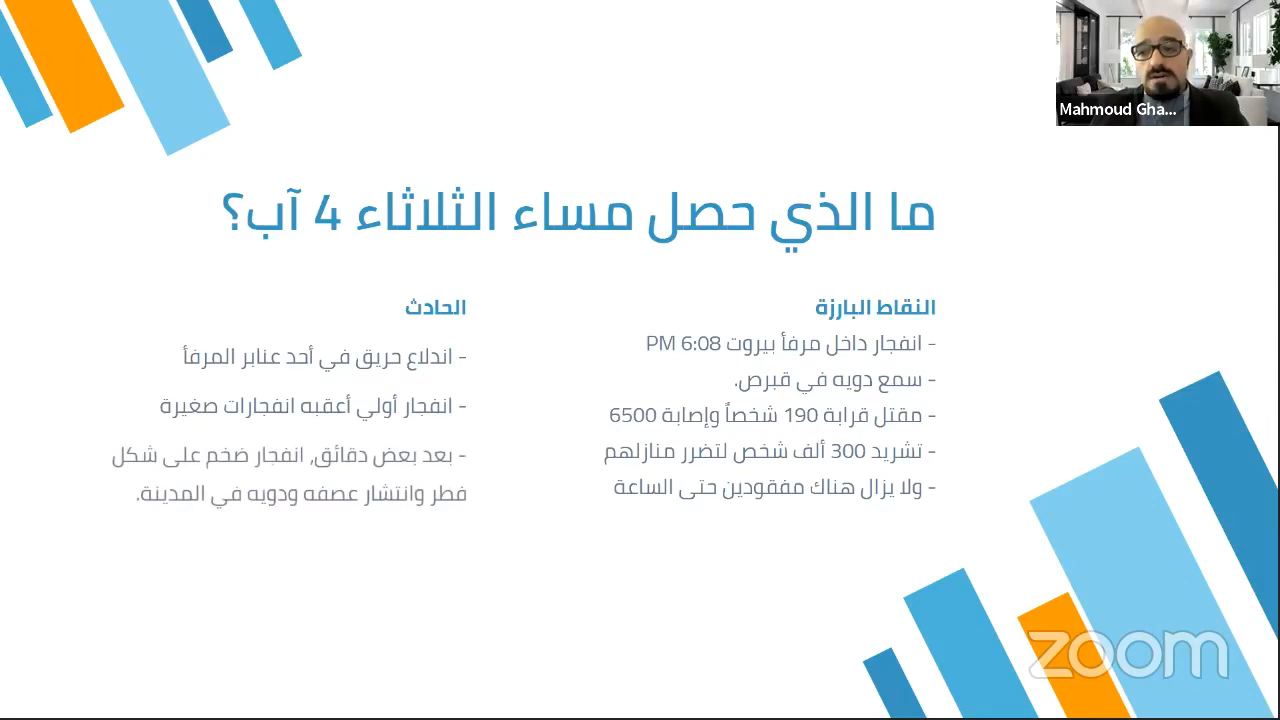 Mahmoud Gha...
ما الذي حصل مساء الثلاثاء 4 آب؟
النقاط البارزة
- انفجار داخل مرفأ بيروت 6:08 PM
- سمع دويه في قبرص.
- مقتل قرابة 190 شخصاٌ وإصابة 6500
- تشريد 300 ألف شخص لتضرر منازلهم
- ولا يزال هناك مفقودين حتى الساعة
الحادث
- اندلاع حريق في أحد عنابر المرفأ
- انفجار أولي أعقبه انفجارات صغيرة
- بعد بعض دقائق, انفجار ضخم على شكل
فطر وانتشار عصفه ودويه في المدينة.
zoom